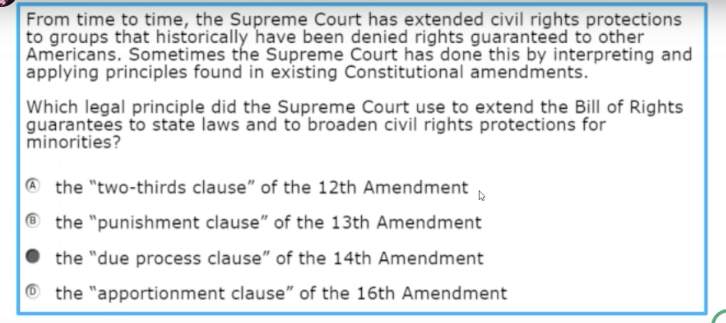 From time to time, the Supreme Court has extended civil rights protections
to groups that historically have been denied rights guaranteed to other
Americans. Sometimes the Supreme Court has done this by interpreting and
applying principles found in existing Constitutional amendments.
Which legal principle did the Supreme Court use to extend the Bill of Rights
guarantees to state laws and to broaden civil rights protections for
minorities?
A the "two-thirds clause" of the 12th Amendment
B the "punishment clause" of the 13th Amendment
the "due process clause" of the 14th Amendment
D the "apportionment clause" of the 16th Amendment